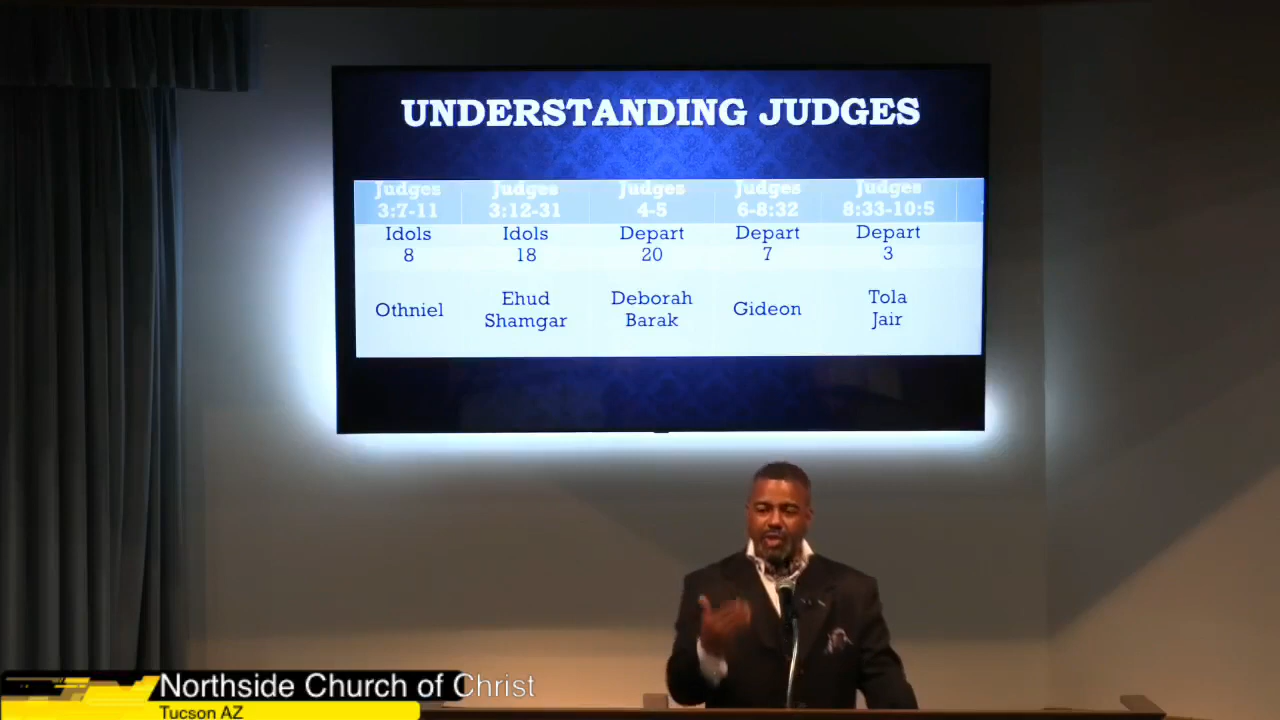 UNDERSTANDING JUDGES
Judges Judges Judges Judges Judges
3:7-11 3:12-31 4-5 6-8:32 8:33-10:5
Idols Idols Depart Depart Depart
8 18 20 7 3
Othniel Ehud Shamgar Deborah Barak Gideon Tola Jair
Northside Church of Christ
Tucson AZ